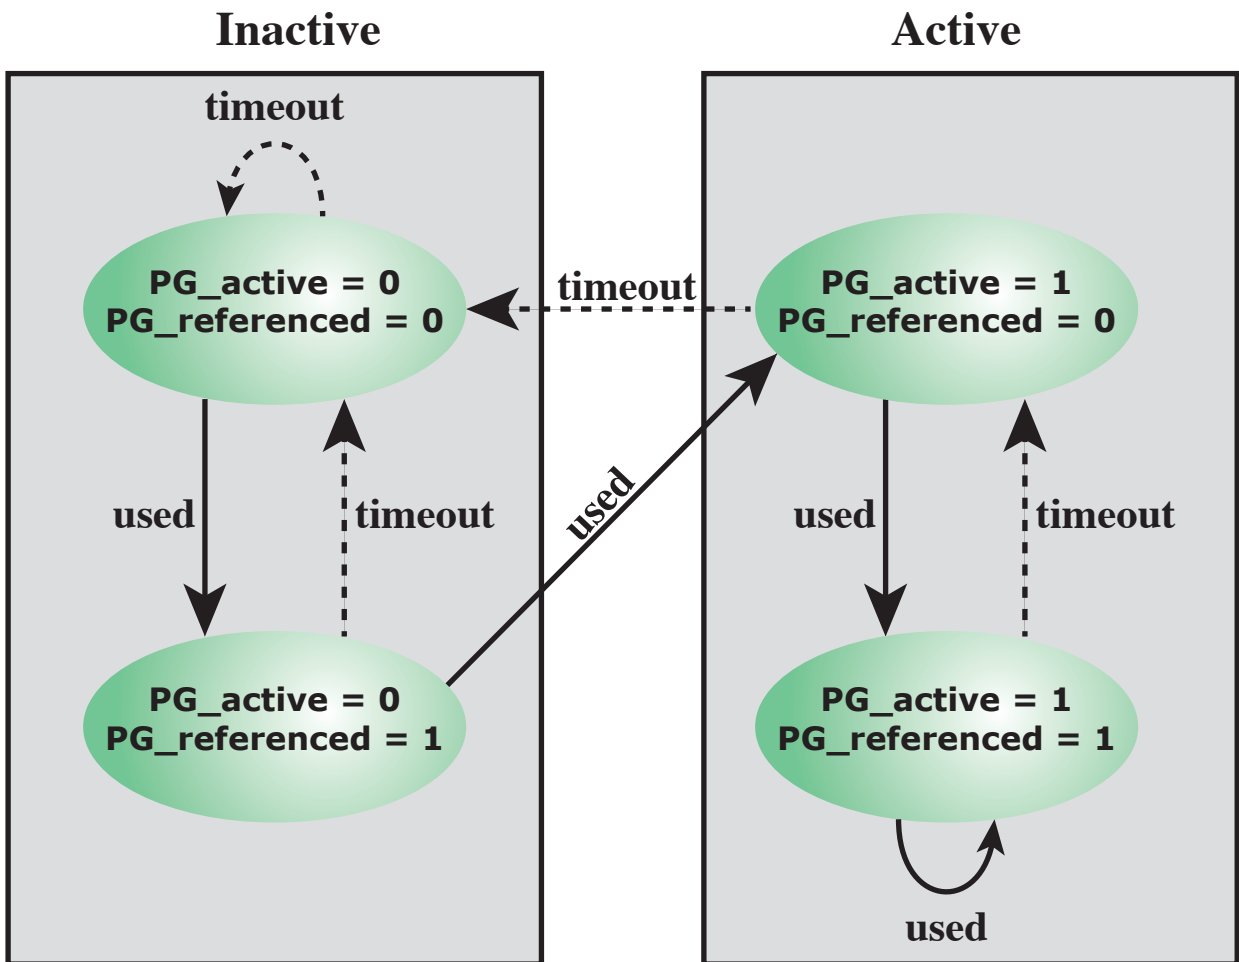 Inactive
Active
timeout
PG_active = 0
PG_referenced = 0
timeout
PG_active = 1
PG_referenced = 0
used
timeout
used
used
timeout
PG_active = 0
PG_referenced = 1
PG_active = 1
PG_referenced = 1
used